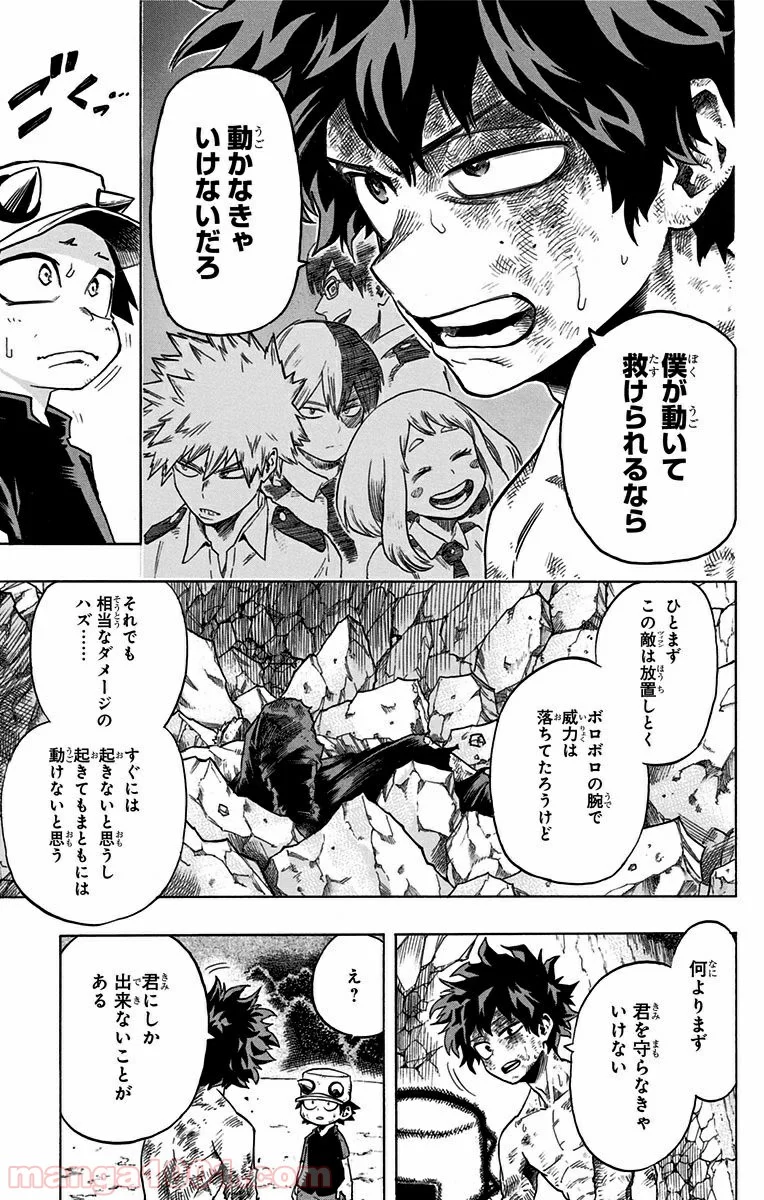 僕が動いて
救けられるなら
動かなきゃ
いけないだろ
ひとまず
この敵は放置しとく
ボロボロの腕で
威力は
落ちてたろうけど
それでも
相当なダメージの
ハズ……
すぐには
起きないと思うし
起きてもまともには
動けないと思う
何よりまず
君を守らなきゃ
いけない
え?
君にしか
出来ないことが
ある